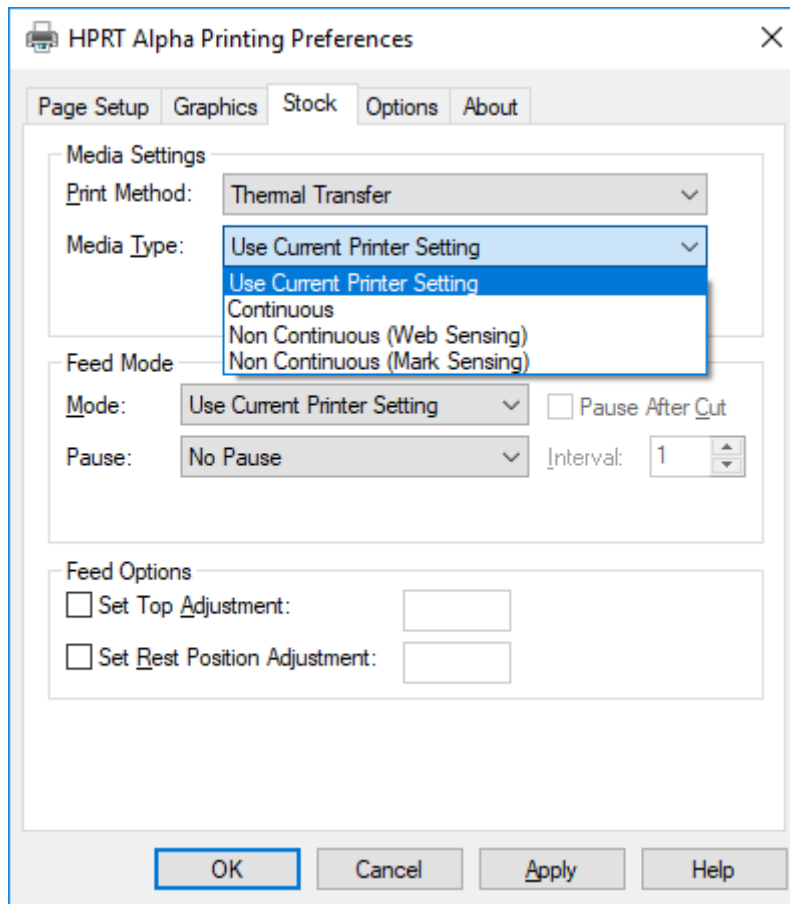 HPRT Alpha Printing Preferences
Page Setup Graphics Stock Options About
Media Settings
Print Method: Thermal Transfer
Media Type: Use Current Printer Setting
Use Current Printer Setting
Continuous
Non Continuous (Web Sensing)
Non Continuous (Mark Sensing)
Feed Mode
Mode: Use Current Printer Setting Pause After Cut
Pause: No Pause Interval: 1
Feed Options
Set Top Adjustment:
Set Rest Position Adjustment:
OK Cancel Apply Help